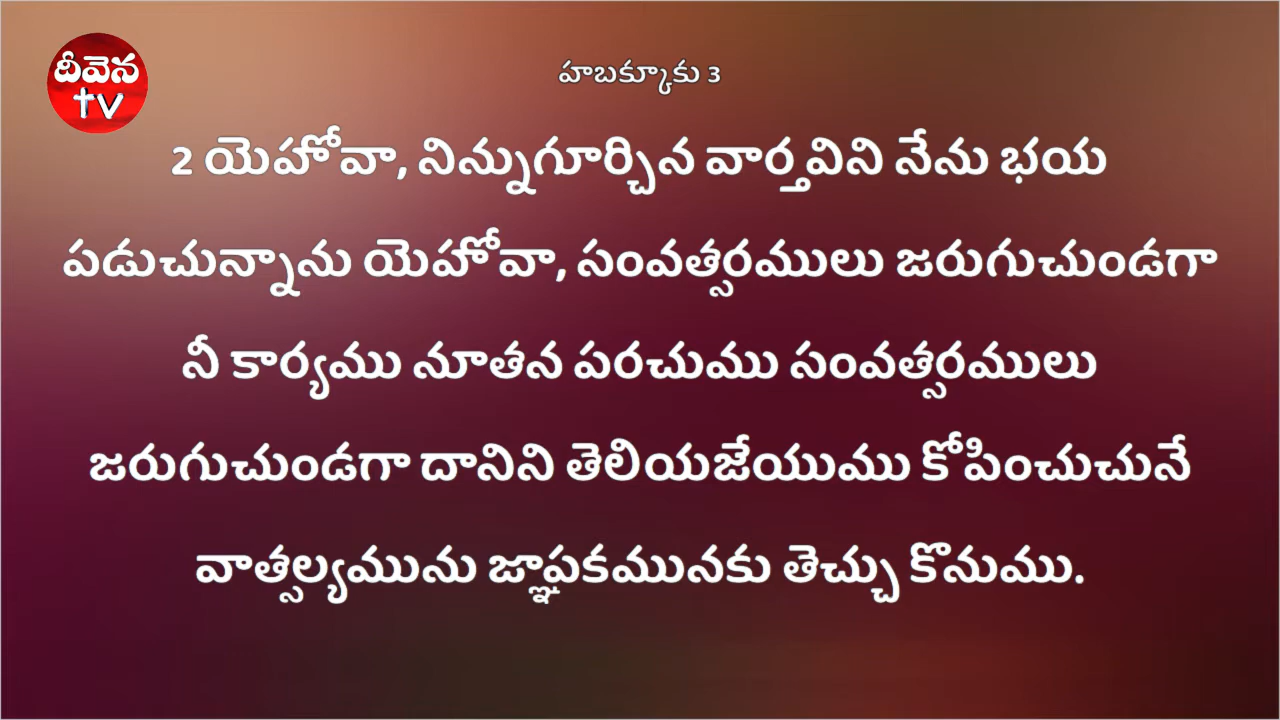 దీవెన
tv
హబక్కూకు 3
2 యెహోవా, నిన్నుగూర్చిన వార్తవిని నేను భయ
పడుచున్నాను యెహోవా, సంవత్సరములు జరుగుచుండగా
నీ కార్యము నూతన పరచుము సంవత్సరములు
జరుగుచుండగా దానిని తెలియజేయుము కోపించుచునే
వాత్సల్యమును జ్ఞాపకమునకు తెచ్చు కొనుము.